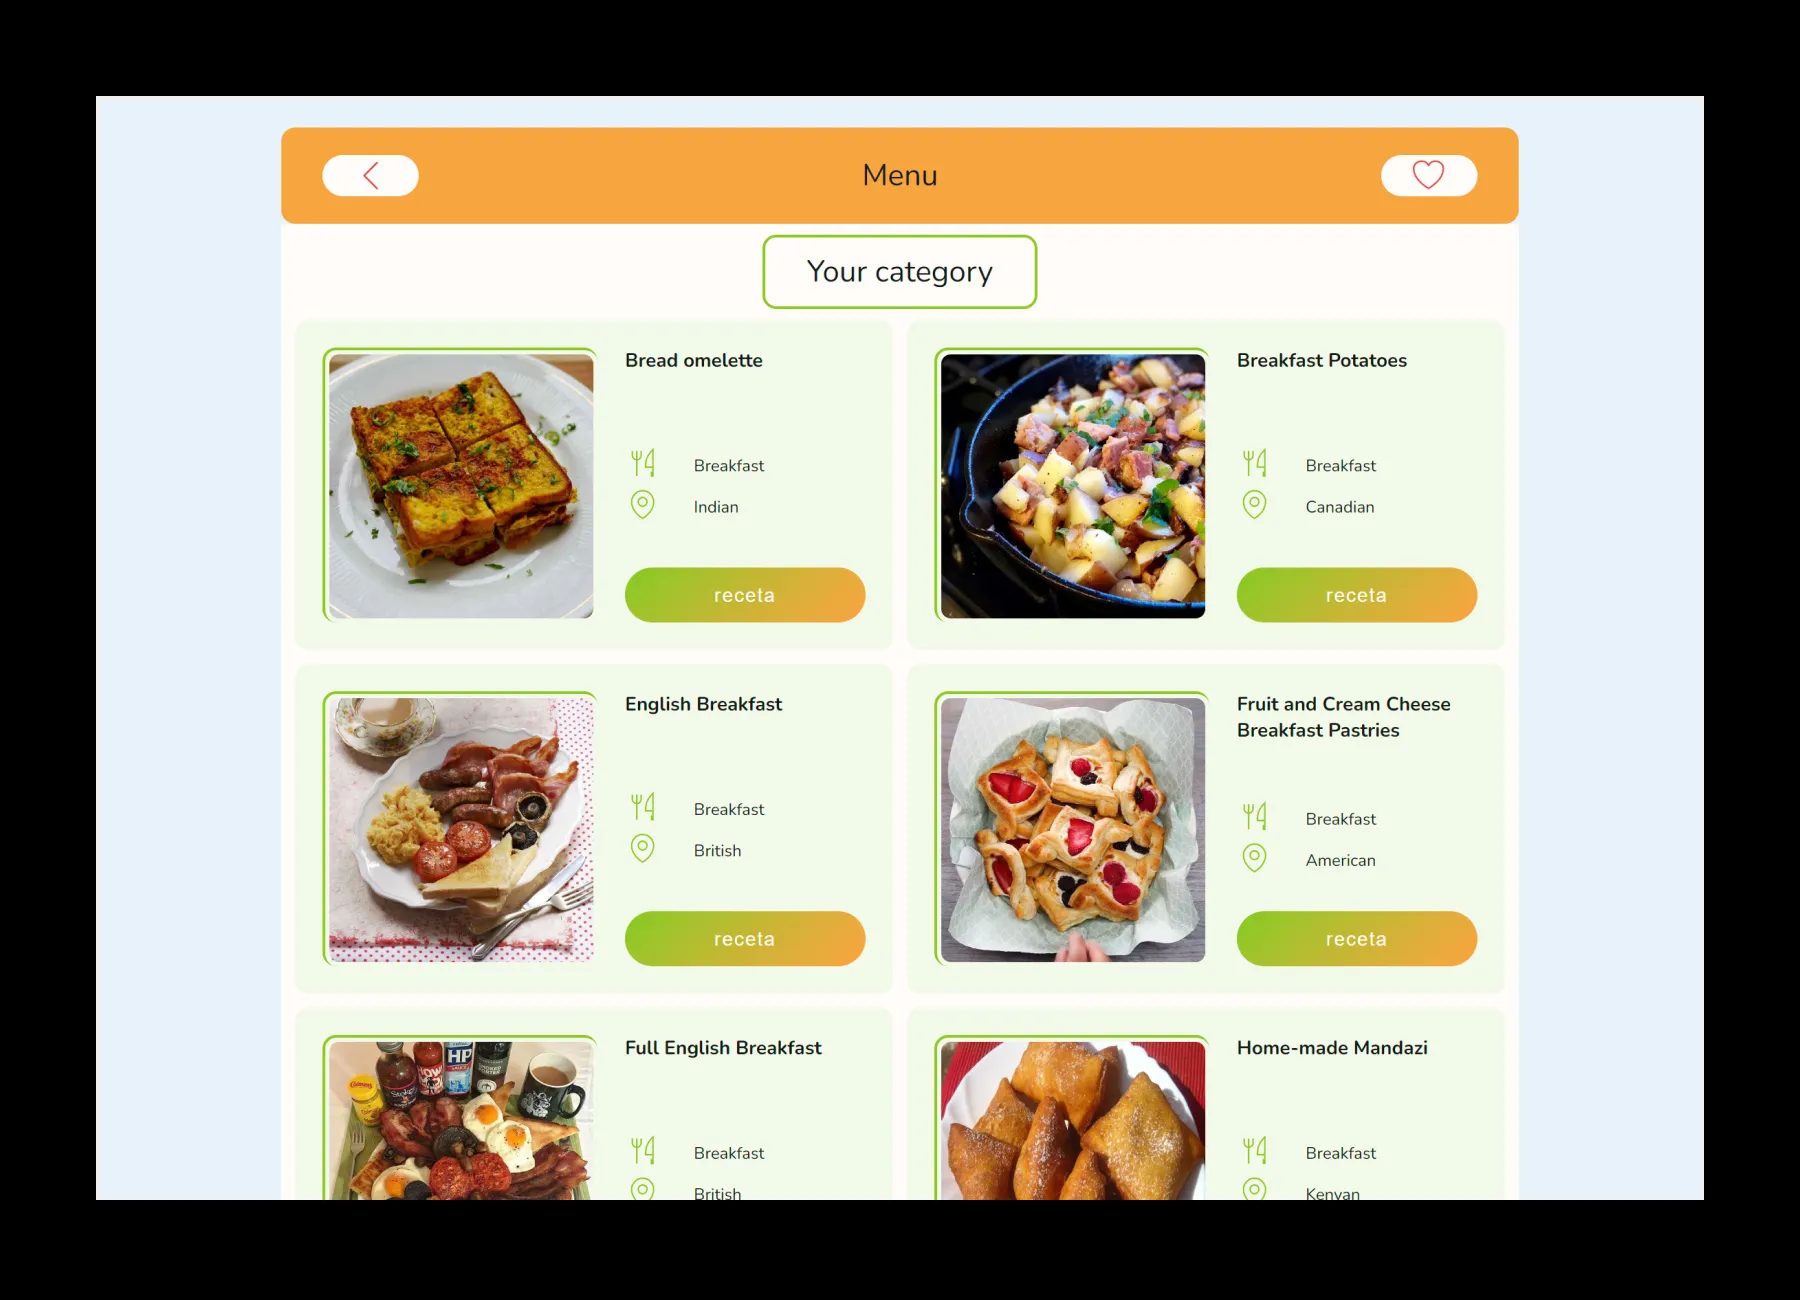 Menu
Your category
Bread omelette
Breakfast
Indian
receta
Breakfast Potatoes
Breakfast
Canadian
receta
English Breakfast
Breakfast
British
receta
Fruit and Cream Cheese
Breakfast Pastries
Breakfast
American
receta
Full English Breakfast
HP
Breakfast
British
Home-made Mandazi
Breakfast
Kenyan